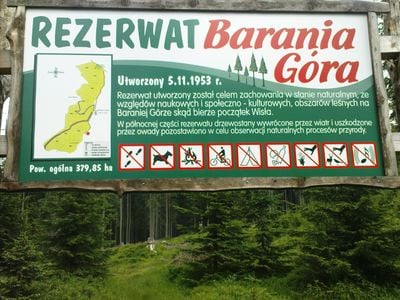 REZERWAT Barania
Góra
Utworzony 5.11.1953 r.
Rezerwat utworzony został celem zachowania w stanie naturalnym, ze
względów naukowych i społeczno - kulturowych, obszarów leśnych na
Baraniej Górze skąd bierze początek Wisła.
W północnej części rezerwatu drzewostany wywrócone przez wiatr i uszkodzone
przez owady pozostawiono w celu obserwacji naturalnych procesów przyrody.
Pow. ogólna 379,85 ha